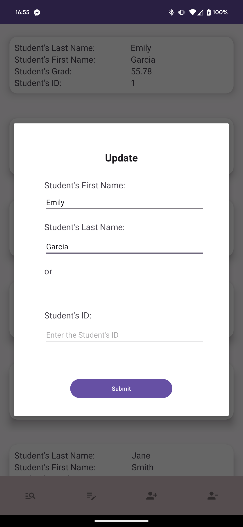 16:55
100%
Student's Last Name: Emily
Student's First Name: Garcia
Student's Grad: 55.78
Student's ID: 1
Update
Student's First Name:
Emily
Student's Last Name:
Garcia
or
Student's ID:
Enter the Student's ID
Submit
Student's Last Name: Jane
Student's First Name: Smith